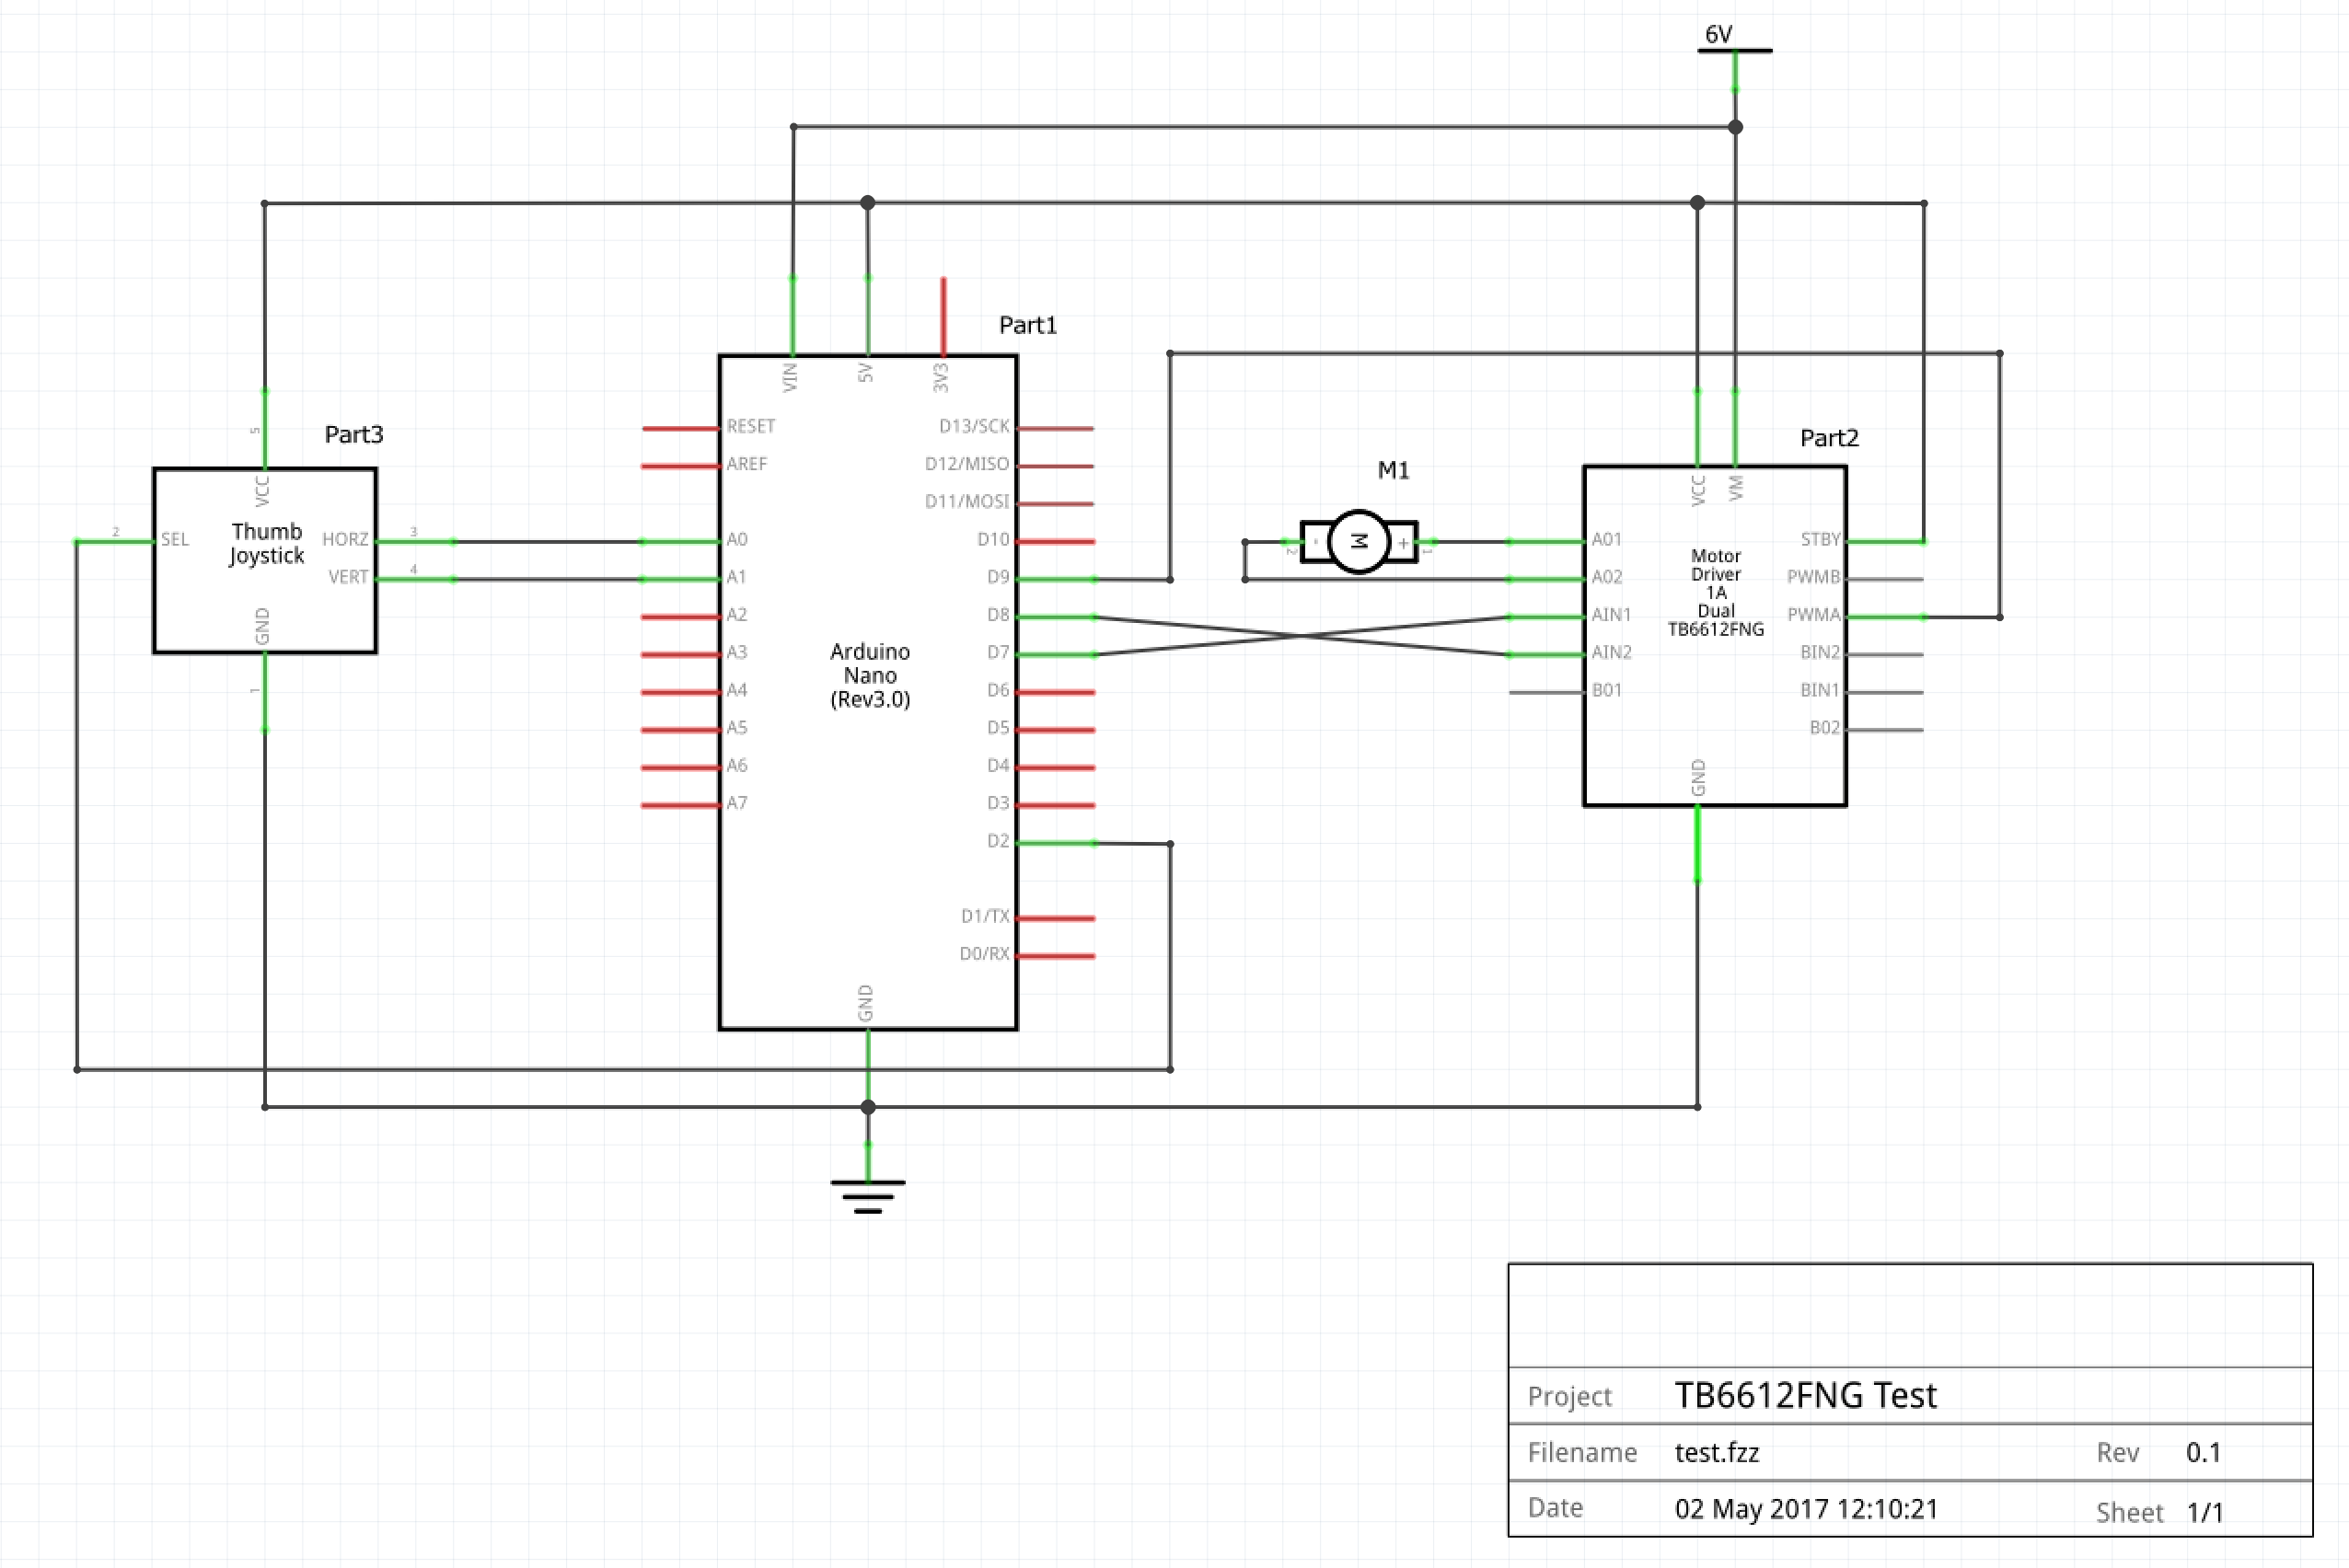 6V
Part1
VIN
5V
3V3
RESET
AREF
A0
A1
A2
A3
A4
A5
A6
A7
D13/SCK
D12/MISO
D11/MOSI
D10
D9
D8
D7
D6
D5
D4
D3
D2
D1/TX
D0/RX
GND
Arduino
Nano
(Rev3.0)
Part3
5
VCC
2
SEL
Thumb
Joystick
HORZ
3
VERT
4
GND
1
M1
2
-
M
+
1
Part2
VCC
VM
A01
A02
AIN1
AIN2
B01
Motor
Driver
1A
Dual
TB6612FNG
STBY
PWMB
PWMA
BIN2
BIN1
B02
GND
Project TB6612FNG Test
Filename test.fzz Rev 0.1
Date 02 May 2017 12:10:21 Sheet 1/1